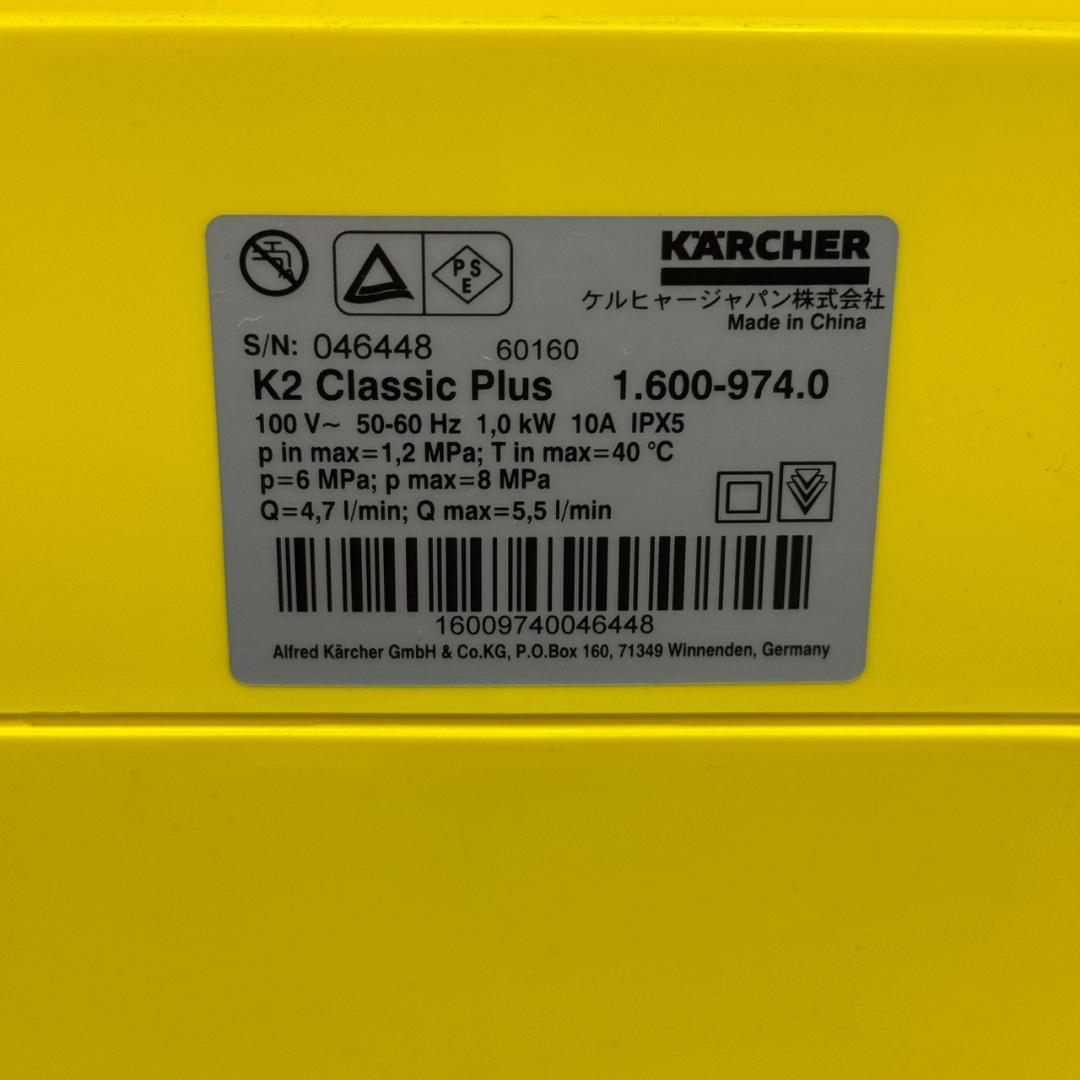 KÄRCHER
ケルヒャージャパン株式会社
Made in China
P S
E
S/N: 046448 60160
K2 Classic Plus 1.600-974.0
100 V~ 50-60 Hz 1,0 kW 10A IPX5
p in max=1,2 MPa; T in max=40 °C
p=6 MPa; p max=8 MPa
Q=4,7 l/min; Q max=5,5 l/min
16009740046448
Alfred Kärcher GmbH & Co.KG, P.O.Box 160, 71349 Winnenden, Germany